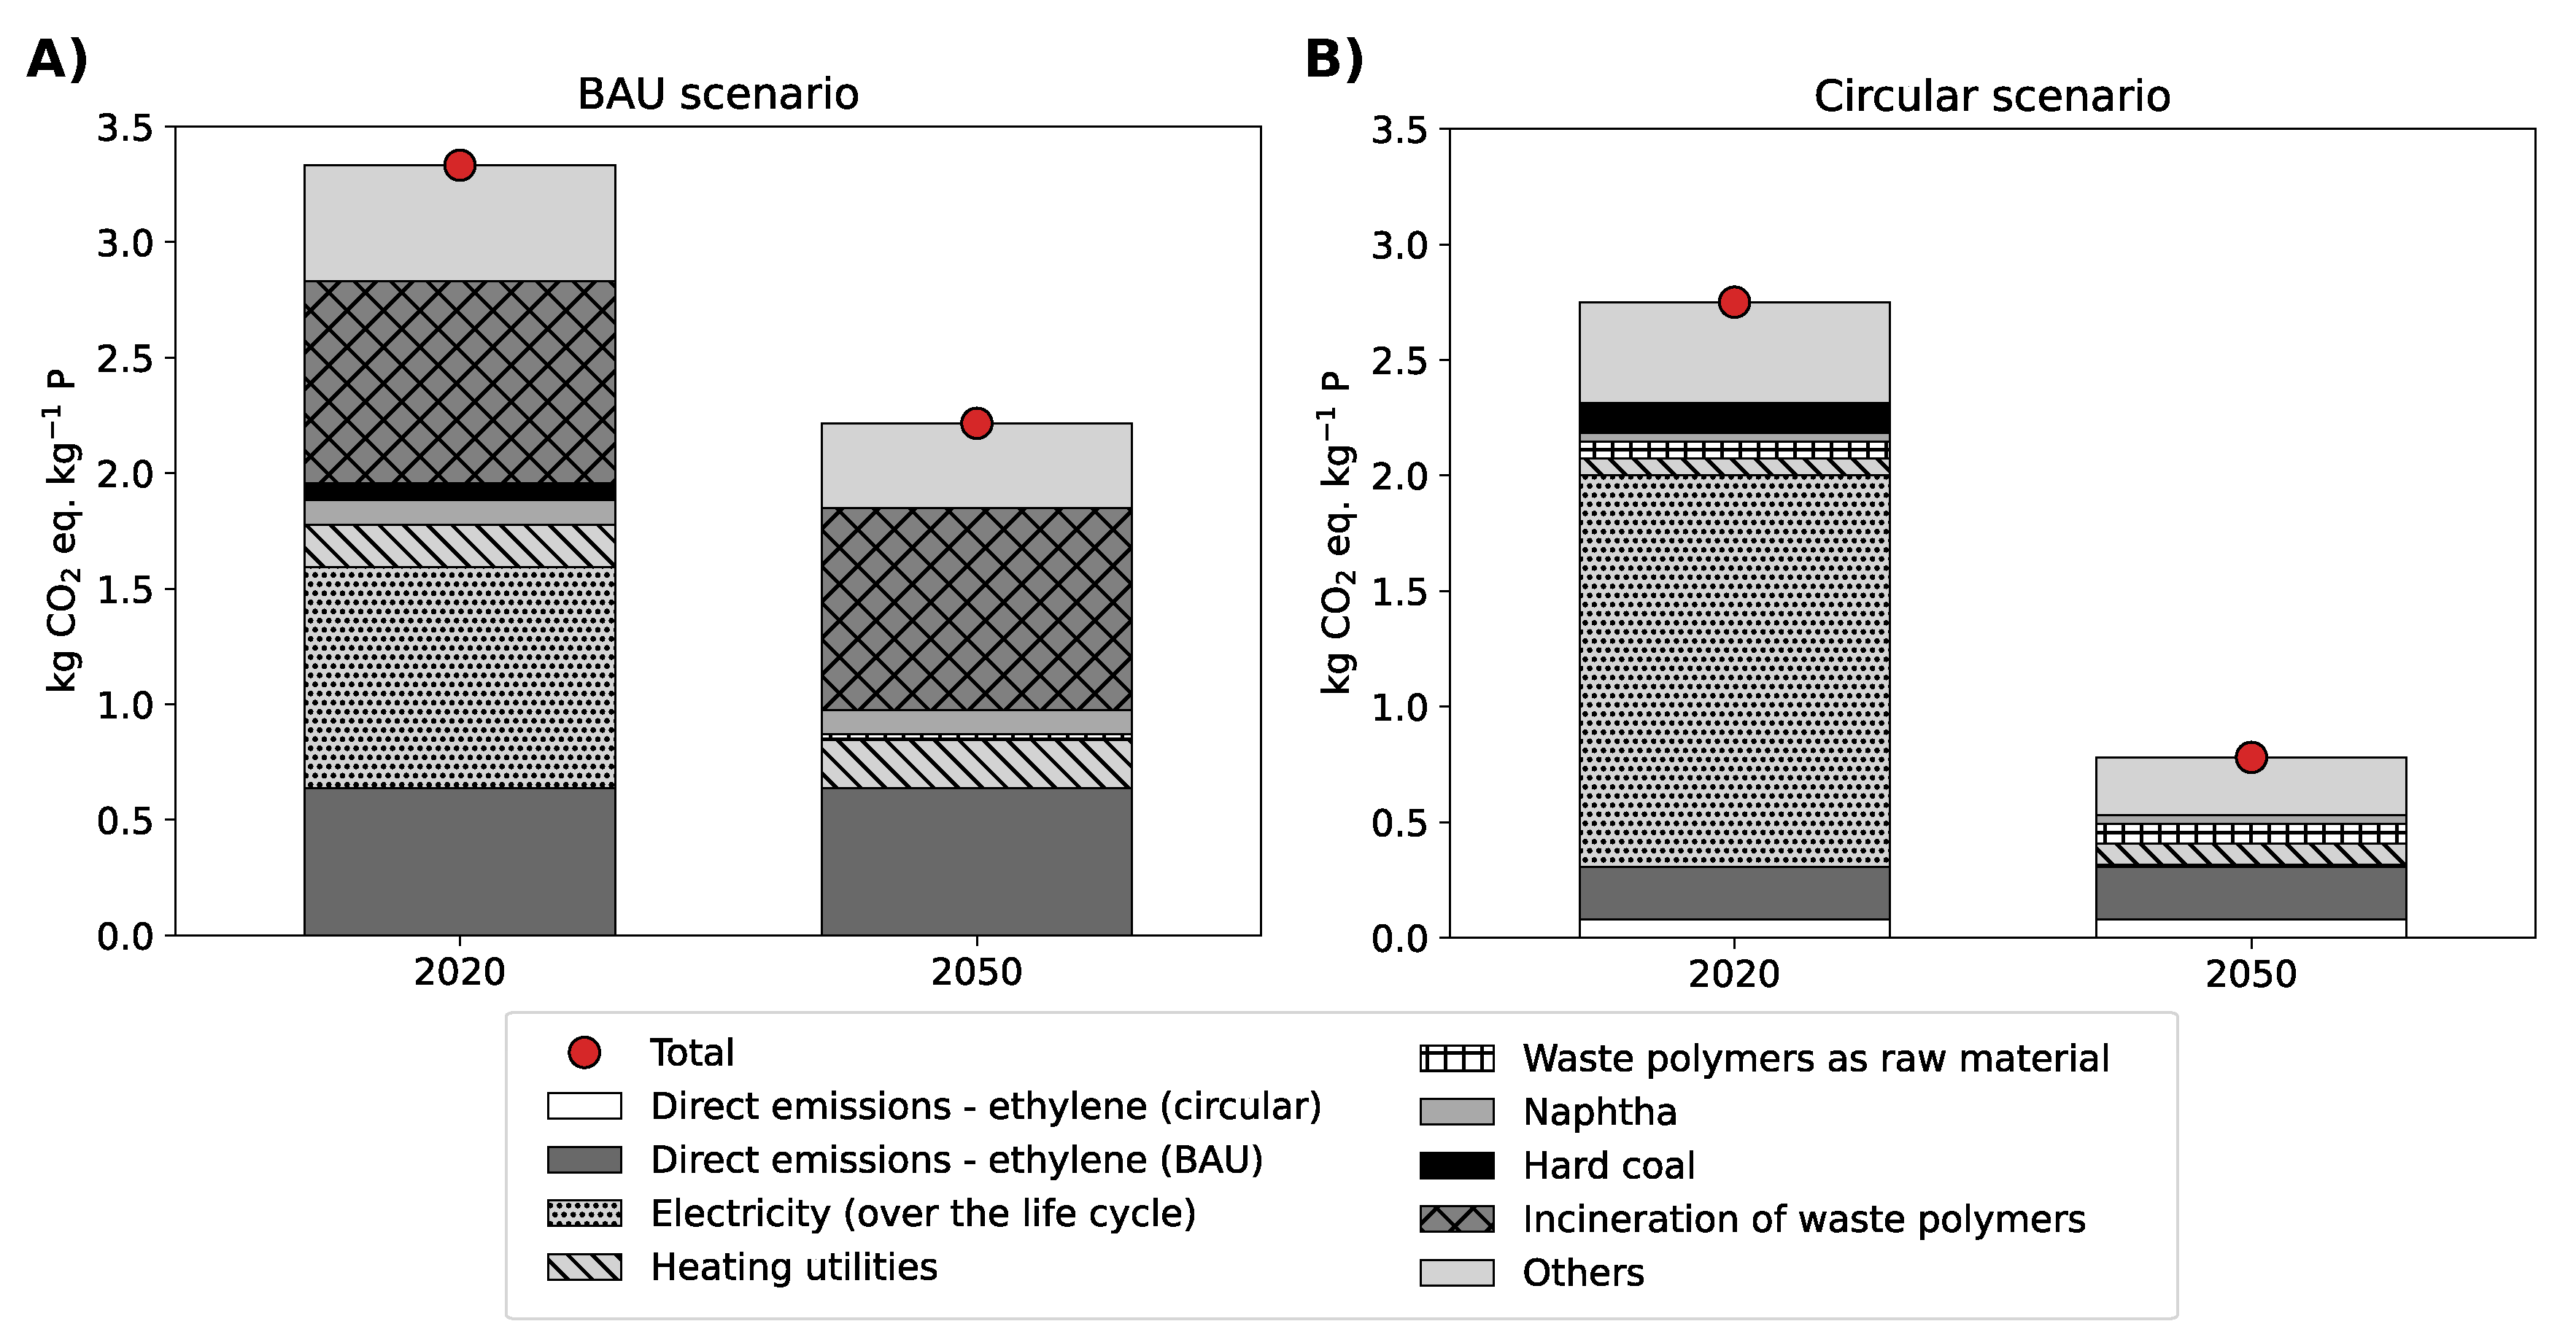 A)
BAU scenario
3.5
3.0
2.5
2.0
1.5
1.0
0.5
0.0
kg CO₂ eq. kg⁻¹ P
2020 2050
B)
Circular scenario
3.5
3.0
2.5
2.0
1.5
1.0
0.5
0.0
kg CO₂ eq. kg⁻¹ P
2020 2050
Total
Direct emissions - ethylene (circular)
Direct emissions - ethylene (BAU)
Electricity (over the life cycle)
Heating utilities
Waste polymers as raw material
Naphtha
Hard coal
Incineration of waste polymers
Others